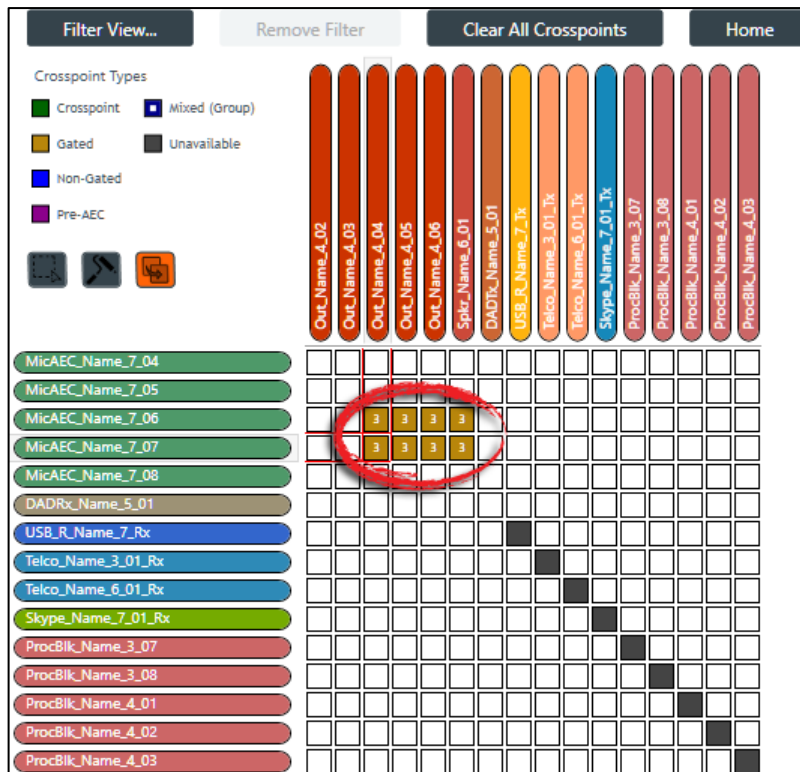 Filter View...
Remove Filter
Clear All Crosspoints
Home
Crosspoint Types
Crosspoint
Mixed (Group)
Gated
Unavailable
Non-Gated
Pre-AEC
Out_Name_4_02
Out_Name_4_03
Out_Name_4_04
Out_Name_4_05
Out_Name_4_06
Spkr_Name_6_01
DADTx_Name_5_01
USB_R_Name_7_Tx
Telco_Name_3_01_Tx
Telco_Name_6_01_Tx
Skype_Name_7_01_Tx
ProcBlk_Name_3_07
ProcBlk_Name_3_08
ProcBlk_Name_4_01
ProcBlk_Name_4_02
ProcBlk_Name_4_03
MicAEC_Name_7_04
MicAEC_Name_7_05
MicAEC_Name_7_06 3 3 3 3
MicAEC_Name_7_07 3 3 3 3
MicAEC_Name_7_08
DADRx_Name_5_01
USB_R_Name_7_Rx
Telco_Name_3_01_Rx
Telco_Name_6_01_Rx
Skype_Name_7_01_Rx
ProcBlk_Name_3_07
ProcBlk_Name_3_08
ProcBlk_Name_4_01
ProcBlk_Name_4_02
ProcBlk_Name_4_03